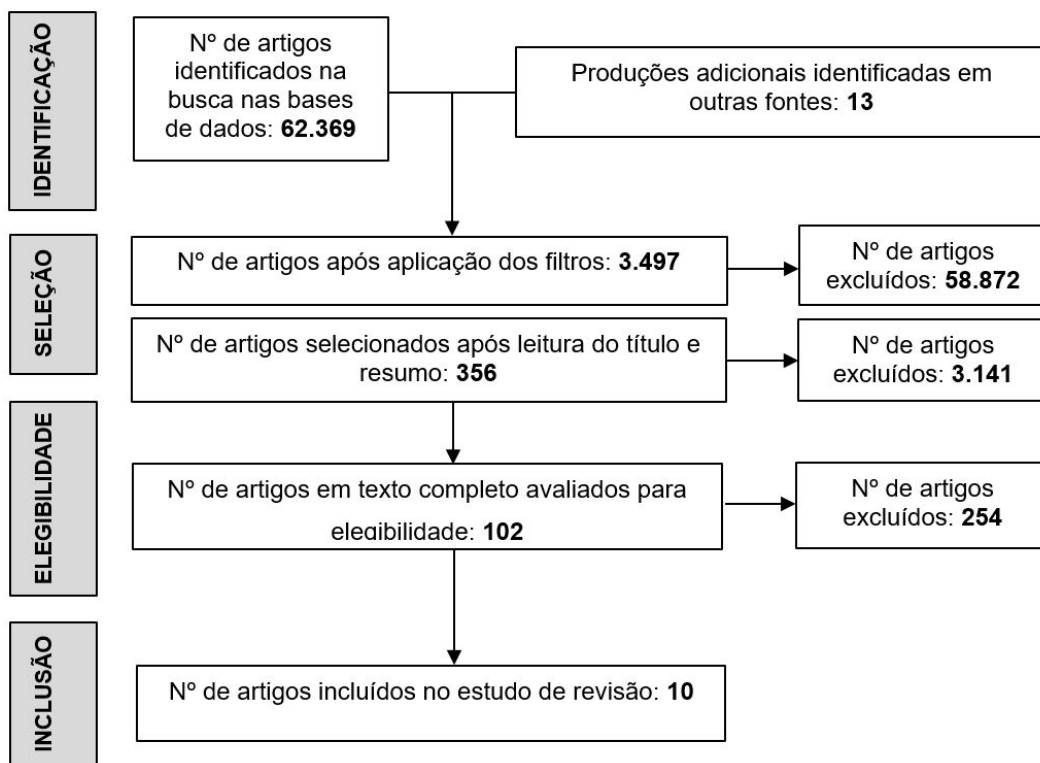 IDENTIFICAÇÃO
Nº de artigos
identificados na
busca nas bases
de dados: 62.369
Produções adicionais identificadas em
outras fontes: 13
SELEÇÃO
Nº de artigos após aplicação dos filtros: 3.497
Nº de artigos
excluídos: 58.872
Nº de artigos selecionados após leitura do título e
resumo: 356
Nº de artigos
excluídos: 3.141
ELEGIBILIDADE
Nº de artigos em texto completo avaliados para
elegibilidade: 102
Nº de artigos
excluídos: 254
INCLUSÃO
Nº de artigos incluídos no estudo de revisão: 10